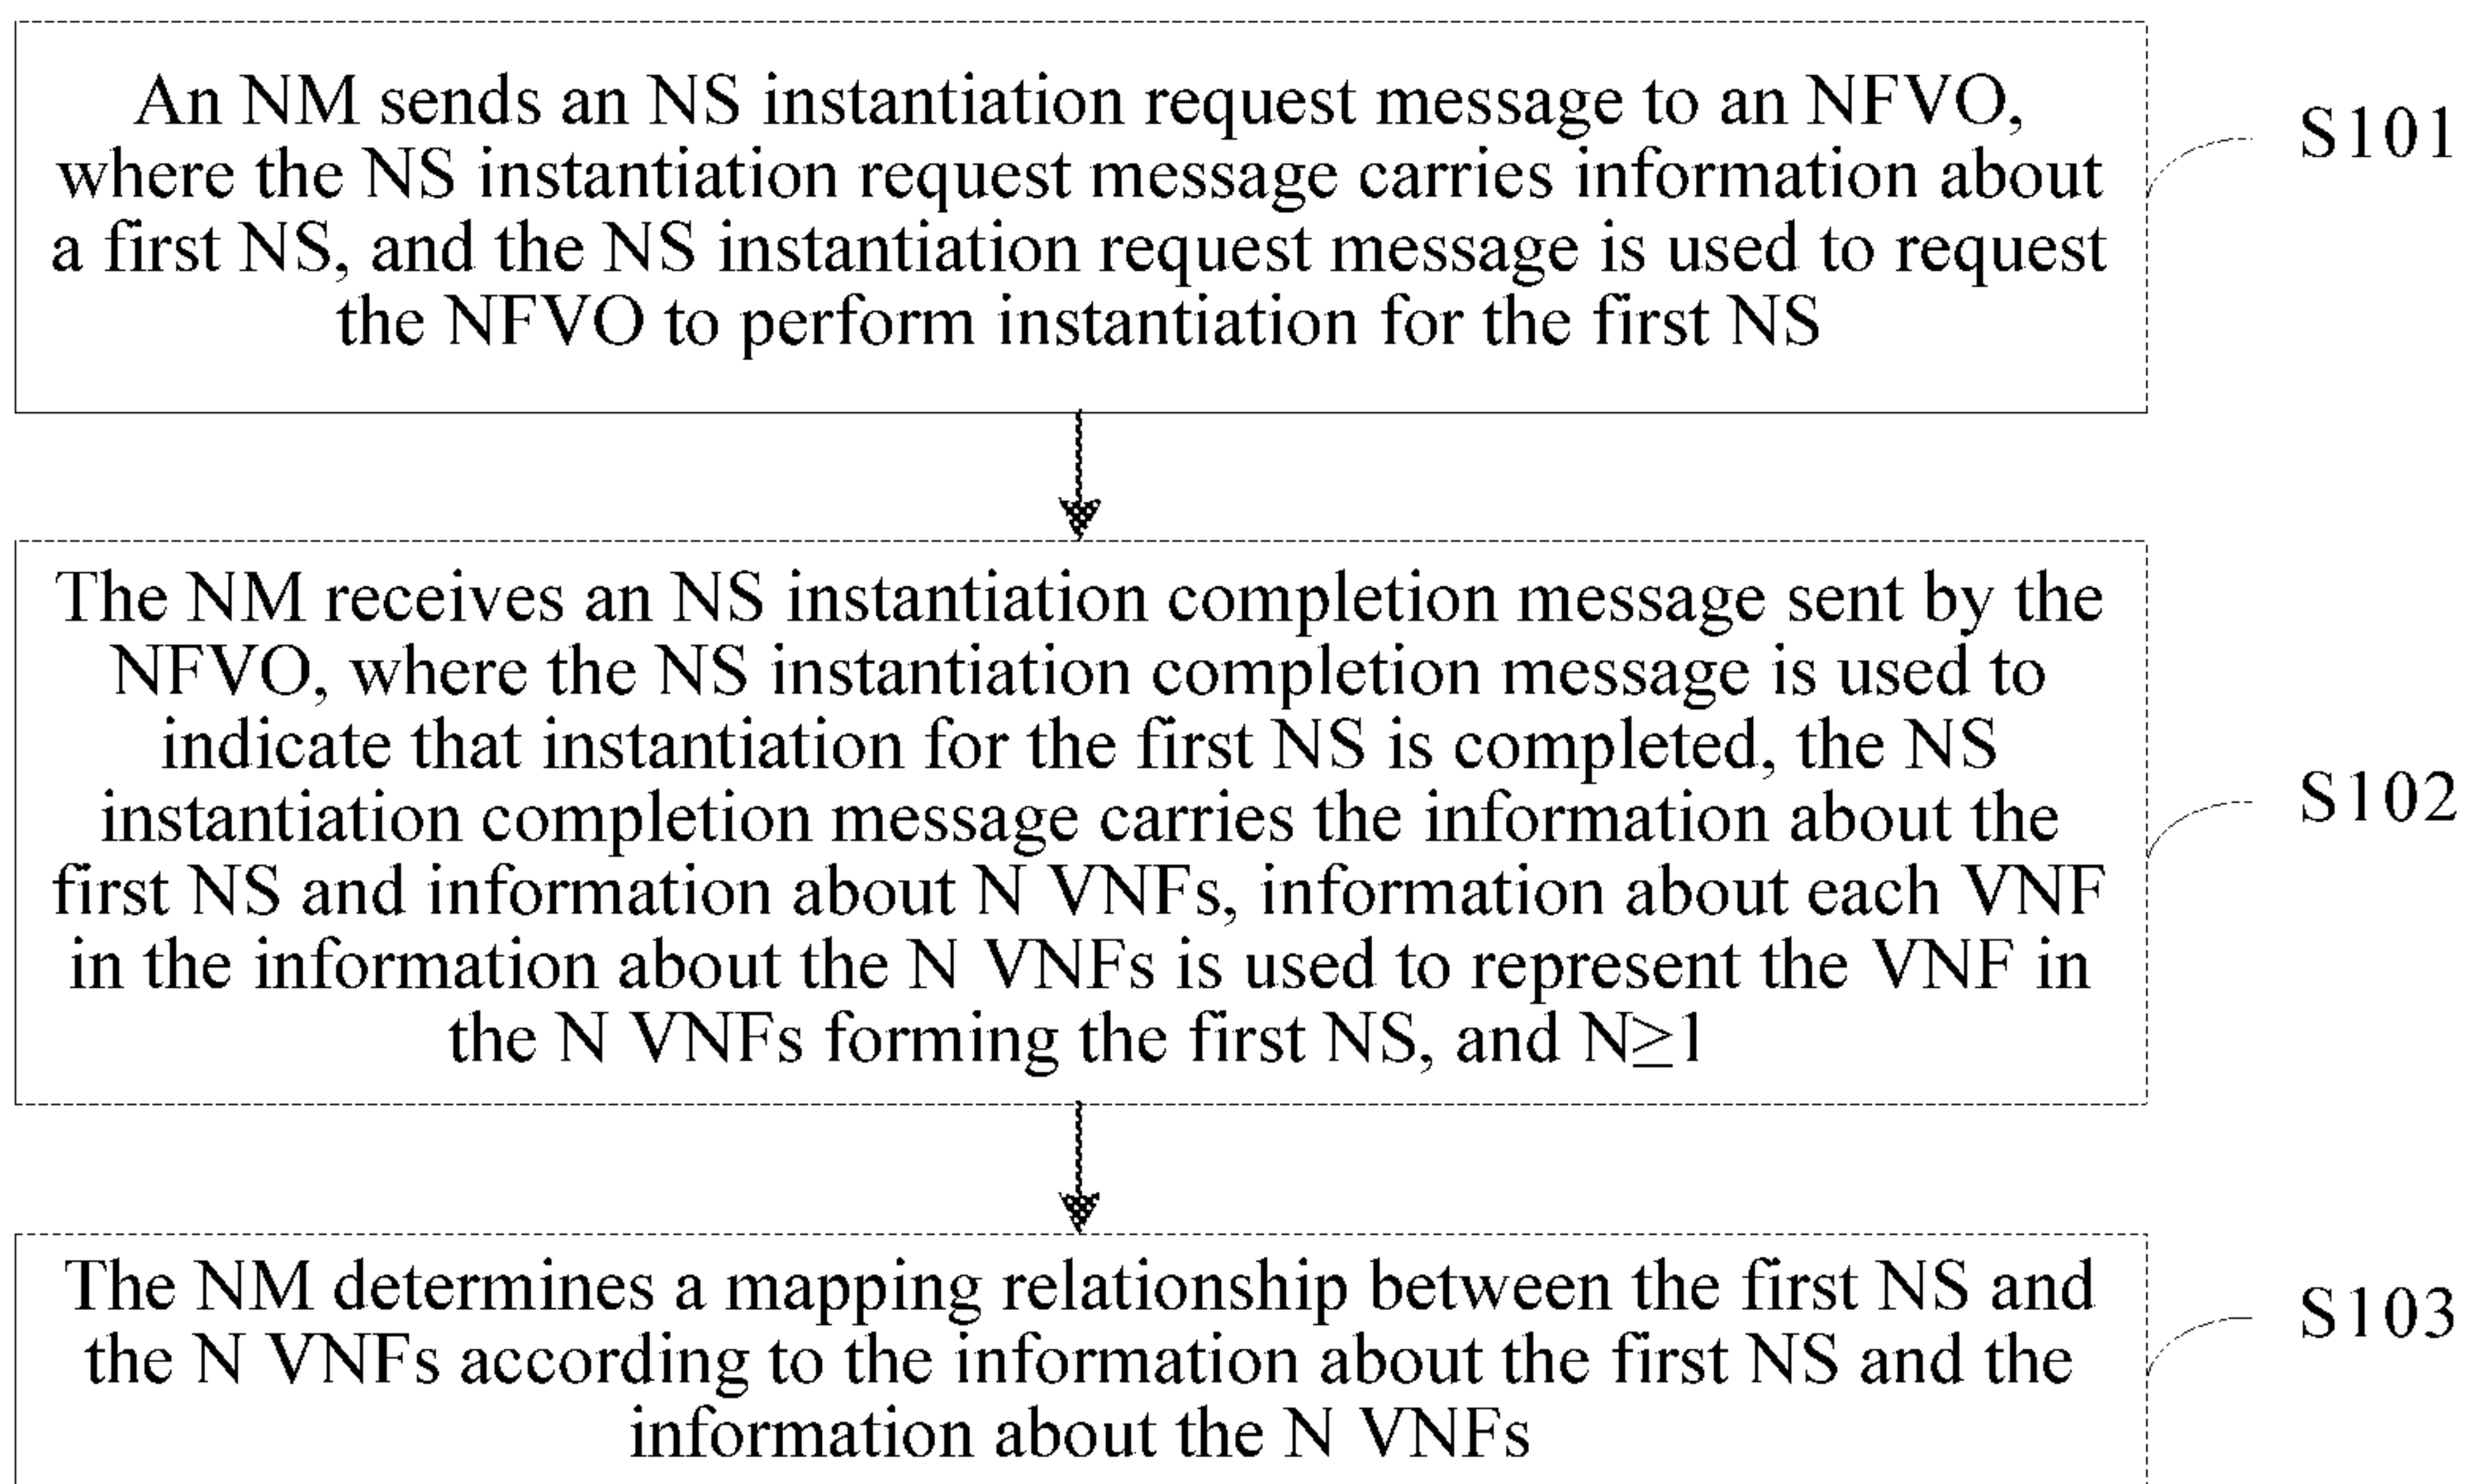 An NM sends an NS instantiation request message to an NFVO,
where the NS instantiation request message carries information about
a first NS, and the NS instantiation request message is used to request
the NFVO to perform instantiation for the first NS
S101
The NM receives an NS instantiation completion message sent by the
NFVO, where the NS instantiation completion message is used to
indicate that instantiation for the first NS is completed, the NS
instantiation completion message carries the information about the
first NS and information about N VNFs, information about each VNF
in the information about the N VNFs is used to represent the VNF in
the N VNFs forming the first NS, and N≥1
S102
The NM determines a mapping relationship between the first NS and
the N VNFs according to the information about the first NS and the
information about the N VNFs
S103